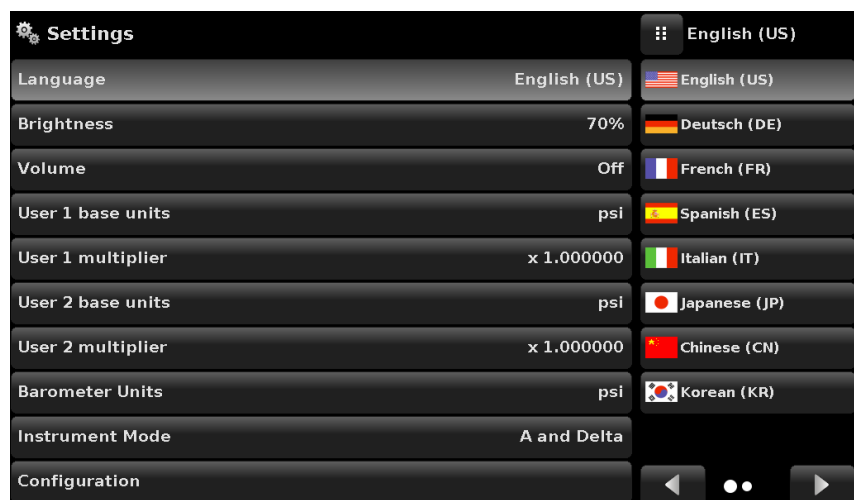 Settings
Language English (US)
Brightness 70%
Volume Off
User 1 base units psi
User 1 multiplier x 1.000000
User 2 base units psi
User 2 multiplier x 1.000000
Barometer Units psi
Instrument Mode A and Delta
Configuration
English (US)
English (US)
Deutsch (DE)
French (FR)
Spanish (ES)
Italian (IT)
Japanese (JP)
Chinese (CN)
Korean (KR)